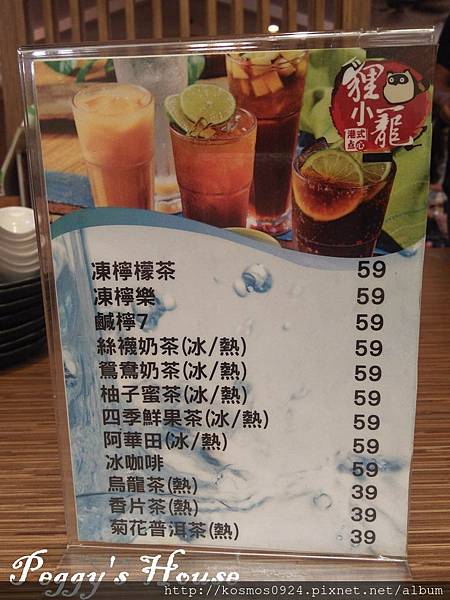 狸小籠
港式
点心
凍檸檬茶 59
凍檸樂 59
鹹檸7 59
絲襪奶茶(冰/熱) 59
鴛鴦奶茶(冰/熱) 59
柚子蜜茶(冰/熱) 59
四季鮮果茶(冰/熱) 59
阿華田(冰/熱) 59
冰咖啡 59
烏龍茶(熱) 39
香片茶(熱) 39
菊花普洱茶(熱) 39
Peggy's House
http://kosmos0924.pixnet.net/album